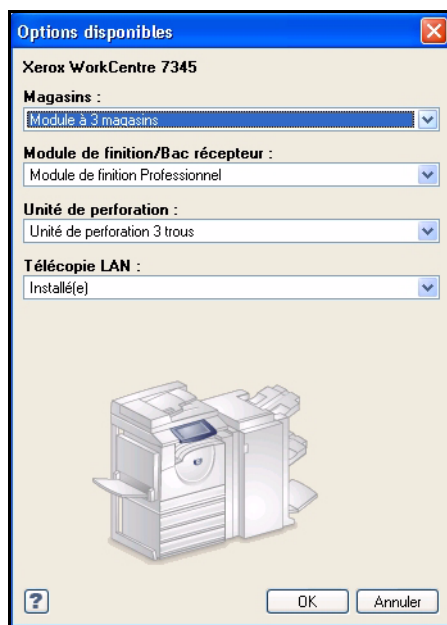 Options disponibles
Xerox WorkCentre 7345
Magasins :
Module à 3 magasins
Module de finition/Bac récepteur :
Module de finition Professionnel
Unité de perforation :
Unité de perforation 3 trous
Télécopie LAN :
Installé(e)
?
OK
Annuler